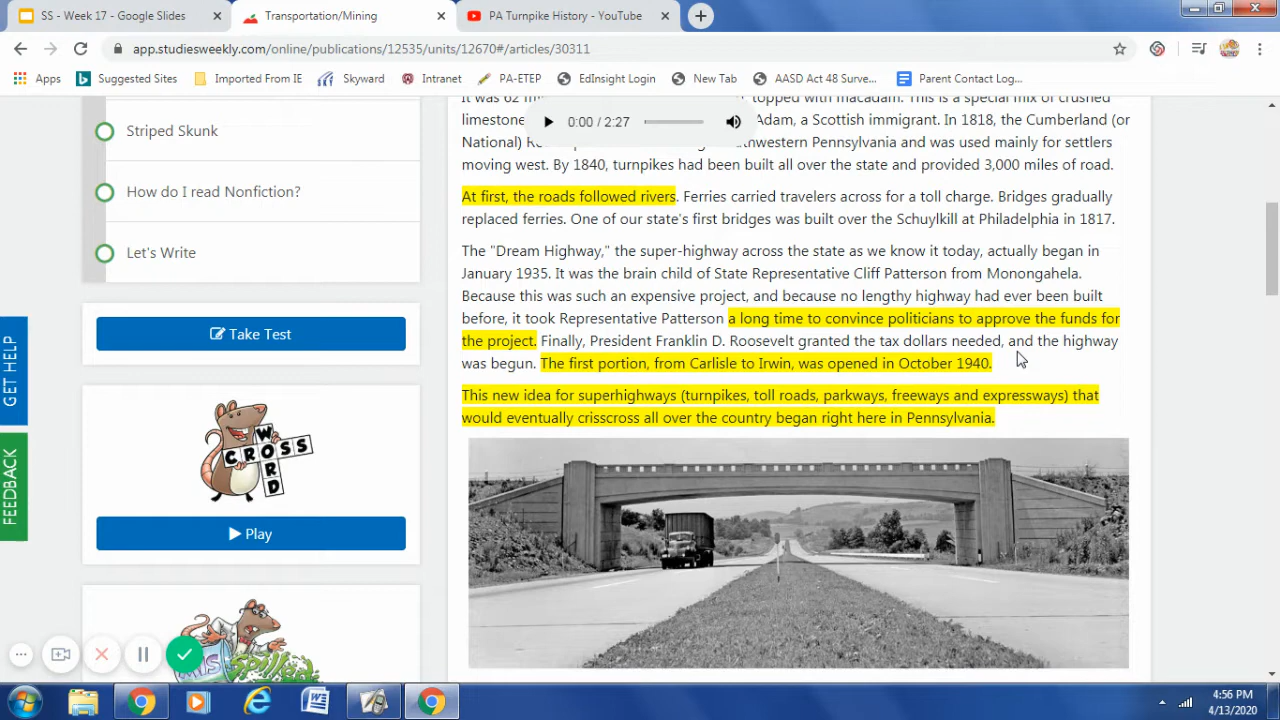 SS - Week 17 - Google Slides
Transportation/Mining
PA Turnpike History - YouTube
app.studiesweekly.com/online/publications/12535/units/12670#/articles/30311
Apps
Suggested Sites
Imported From IE
Skyward
Intranet
PA-ETEP
EdInsight Login
New Tab
AASD Act 48 Surve...
Parent Contact Log...
Striped Skunk
How do I read Nonfiction?
Let's Write
Take Test
CROSS
WORD
Play
GET HELP
FEEDBACK
It was 62 topped with macadam. This is a special mix of crushed
limestone Adam, a Scottish immigrant. In 1818, the Cumberland (or
National) and was used mainly for settlers
moving west. By 1840, turnpikes had been built all over the state and provided 3,000 miles of road.
0:00 / 2:27
At first, the roads followed rivers. Ferries carried travelers across for a toll charge. Bridges gradually
replaced ferries. One of our state's first bridges was built over the Schuylkill at Philadelphia in 1817.
The "Dream Highway," the super-highway across the state as we know it today, actually began in
January 1935. It was the brain child of State Representative Cliff Patterson from Monongahela.
Because this was such an expensive project, and because no lengthy highway had ever been built
before, it took Representative Patterson a long time to convince politicians to approve the funds for
the project. Finally, President Franklin D. Roosevelt granted the tax dollars needed, and the highway
was begun. The first portion, from Carlisle to Irwin, was opened in October 1940.
This new idea for superhighways (turnpikes, toll roads, parkways, freeways and expressways) that
would eventually crisscross all over the country began right here in Pennsylvania.
4:56 PM
4/13/2020